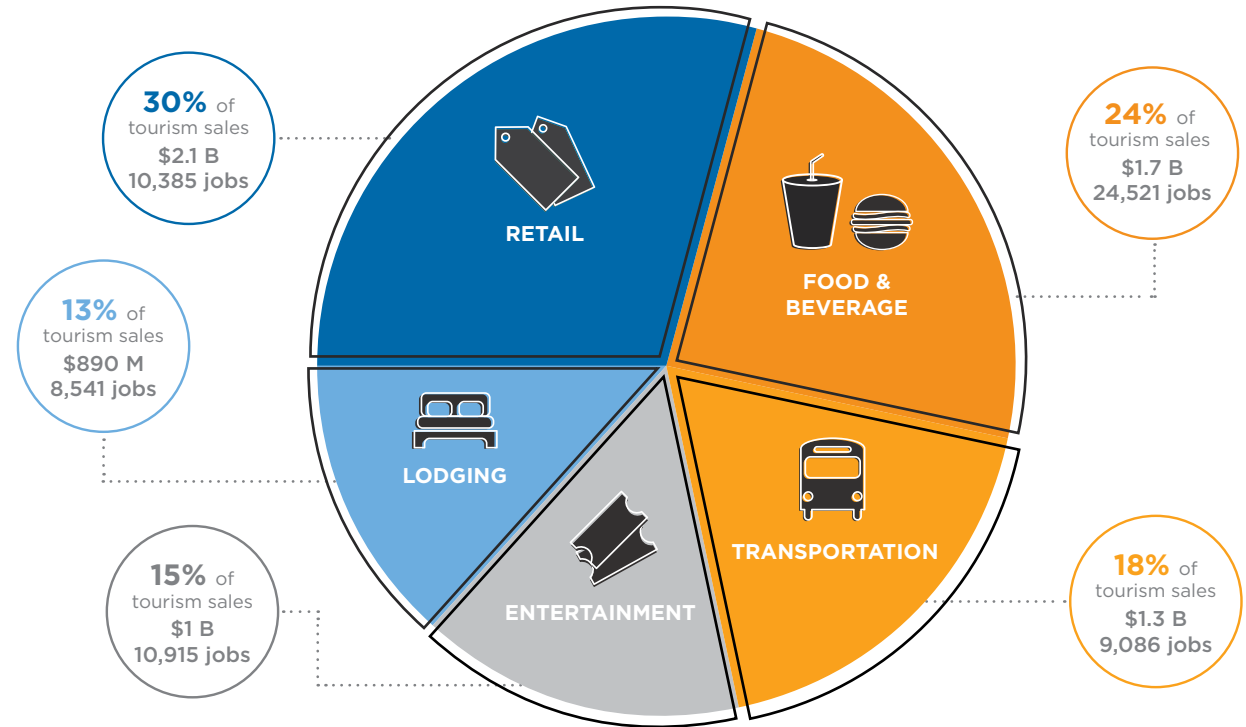 30% of
tourism sales
$2.1 B
10,385 jobs
RETAIL
24% of
tourism sales
$1.7 B
24,521 jobs
FOOD &
BEVERAGE
13% of
tourism sales
$890 M
8,541 jobs
LODGING
TRANSPORTATION
18% of
tourism sales
$1.3 B
9,086 jobs
15% of
tourism sales
$1 B
10,915 jobs
ENTERTAINMENT